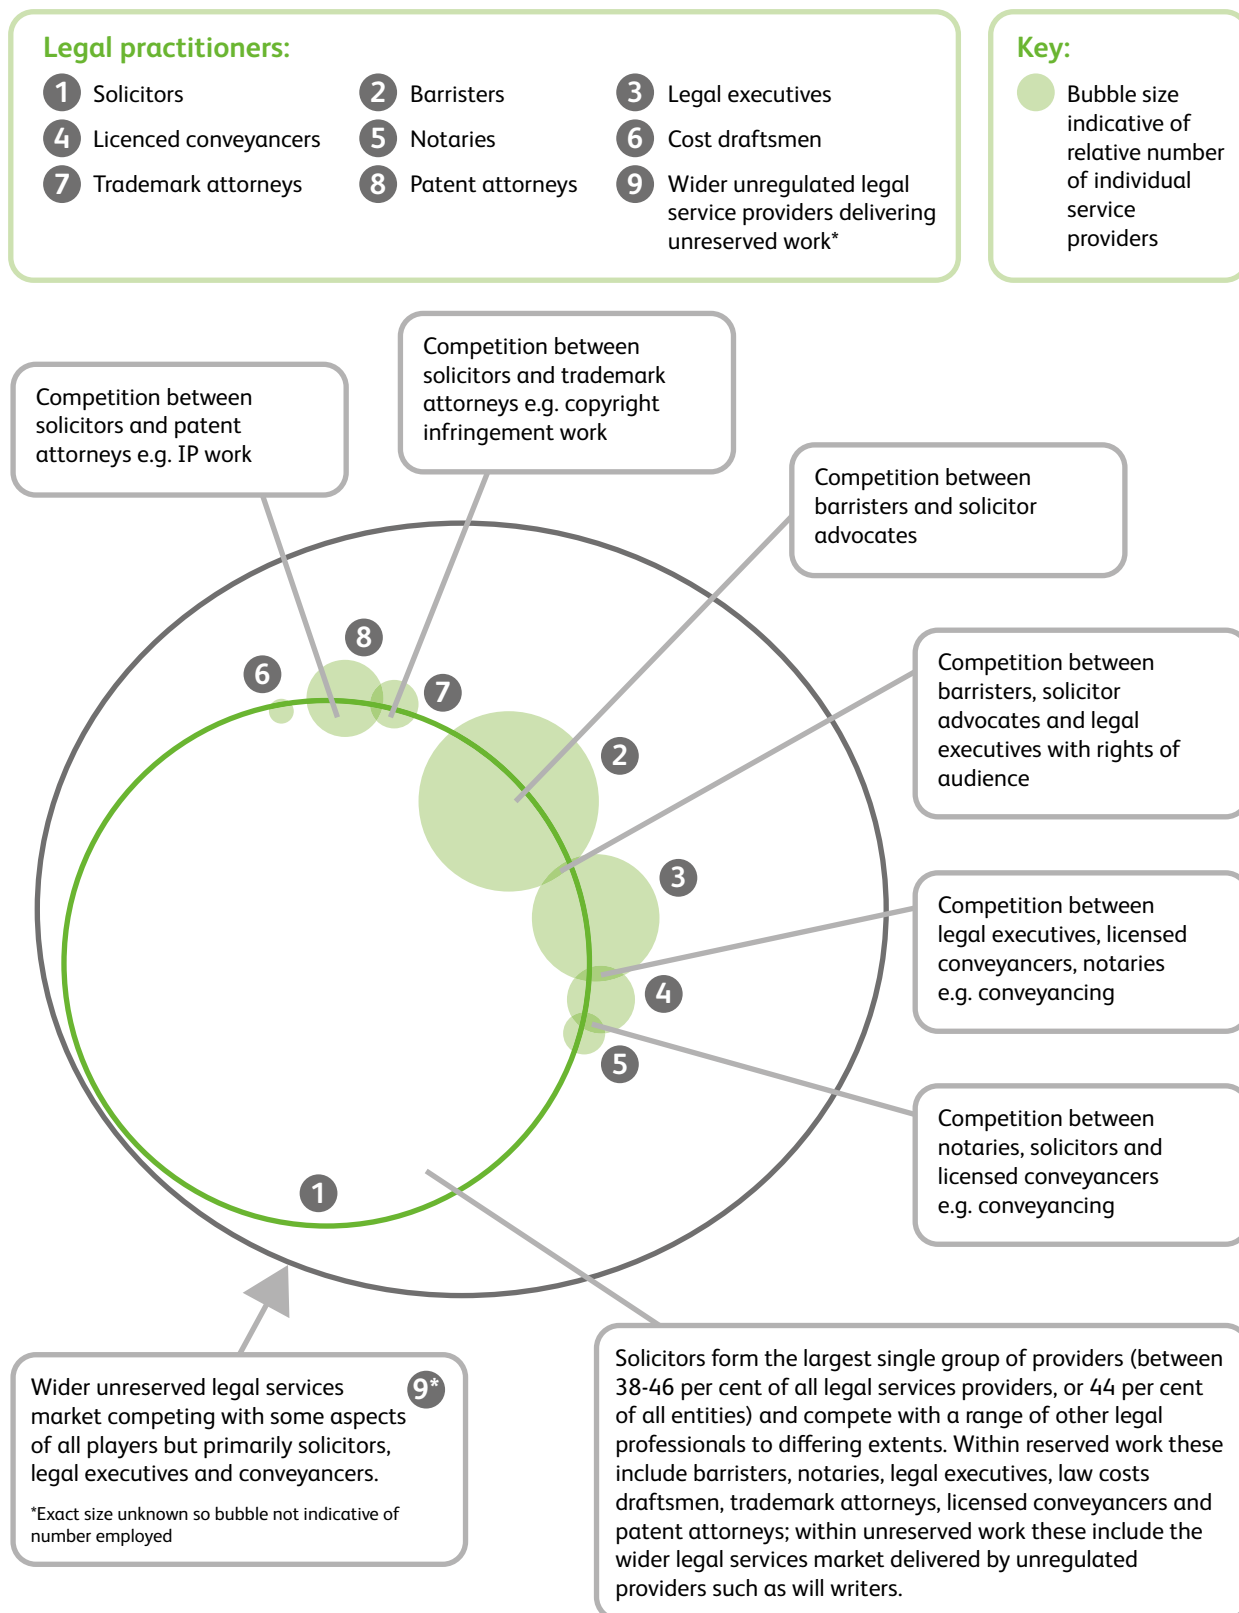 Legal practitioners:
1 Solicitors
2 Barristers
3 Legal executives
4 Licenced conveyancers
5 Notaries
6 Cost draftsmen
7 Trademark attorneys
8 Patent attorneys
9 Wider unregulated legal
service providers delivering
unreserved work*
Key:
Bubble size
indicative of
relative number
of individual
service
providers
Competition between
solicitors and trademark
attorneys e.g. copyright
infringement work
Competition between
solicitors and patent
attorneys e.g. IP work
Competition between
barristers and solicitor
advocates
Competition between
barristers, solicitor
advocates and legal
executives with rights of
audience
8
6
7
2
3
4
5
1
Competition between
legal executives, licensed
conveyancers, notaries
e.g. conveyancing
Competition between
notaries, solicitors and
licensed conveyancers
e.g. conveyancing
Wider unreserved legal services
market competing with some aspects
of all players but primarily solicitors,
legal executives and conveyancers.
9*
*Exact size unknown so bubble not indicative of
number employed
Solicitors form the largest single group of providers (between
38-46 per cent of all legal services providers, or 44 per cent
of all entities) and compete with a range of other legal
professionals to differing extents. Within reserved work these
include barristers, notaries, legal executives, law costs
draftsmen, trademark attorneys, licensed conveyancers and
patent attorneys; within unreserved work these include the
wider legal services market delivered by unregulated
providers such as will writers.